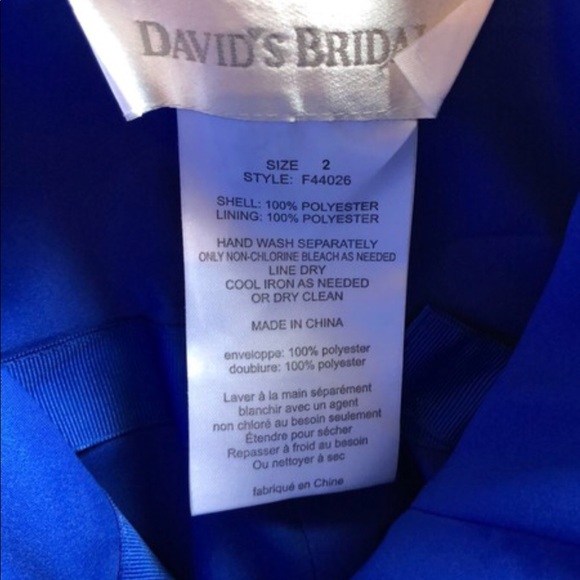 DAVID'S BRIDAL
SIZE 2
STYLE: F44026
SHELL: 100% POLYESTER
LINING: 100% POLYESTER
HAND WASH SEPARATELY
ONLY NON-CHLORINE BLEACH AS NEEDED
LINE DRY
COOL IRON AS NEEDED
OR DRY CLEAN
MADE IN CHINA
enveloppe: 100% polyester
doublure: 100% polyester
Laver à la main séparément
blanchir avec un agent
non chloré au besoin seulement
Étendre pour sécher
Repasser à froid au besoin
Ou nettoyer à sec
fabriqué en Chine